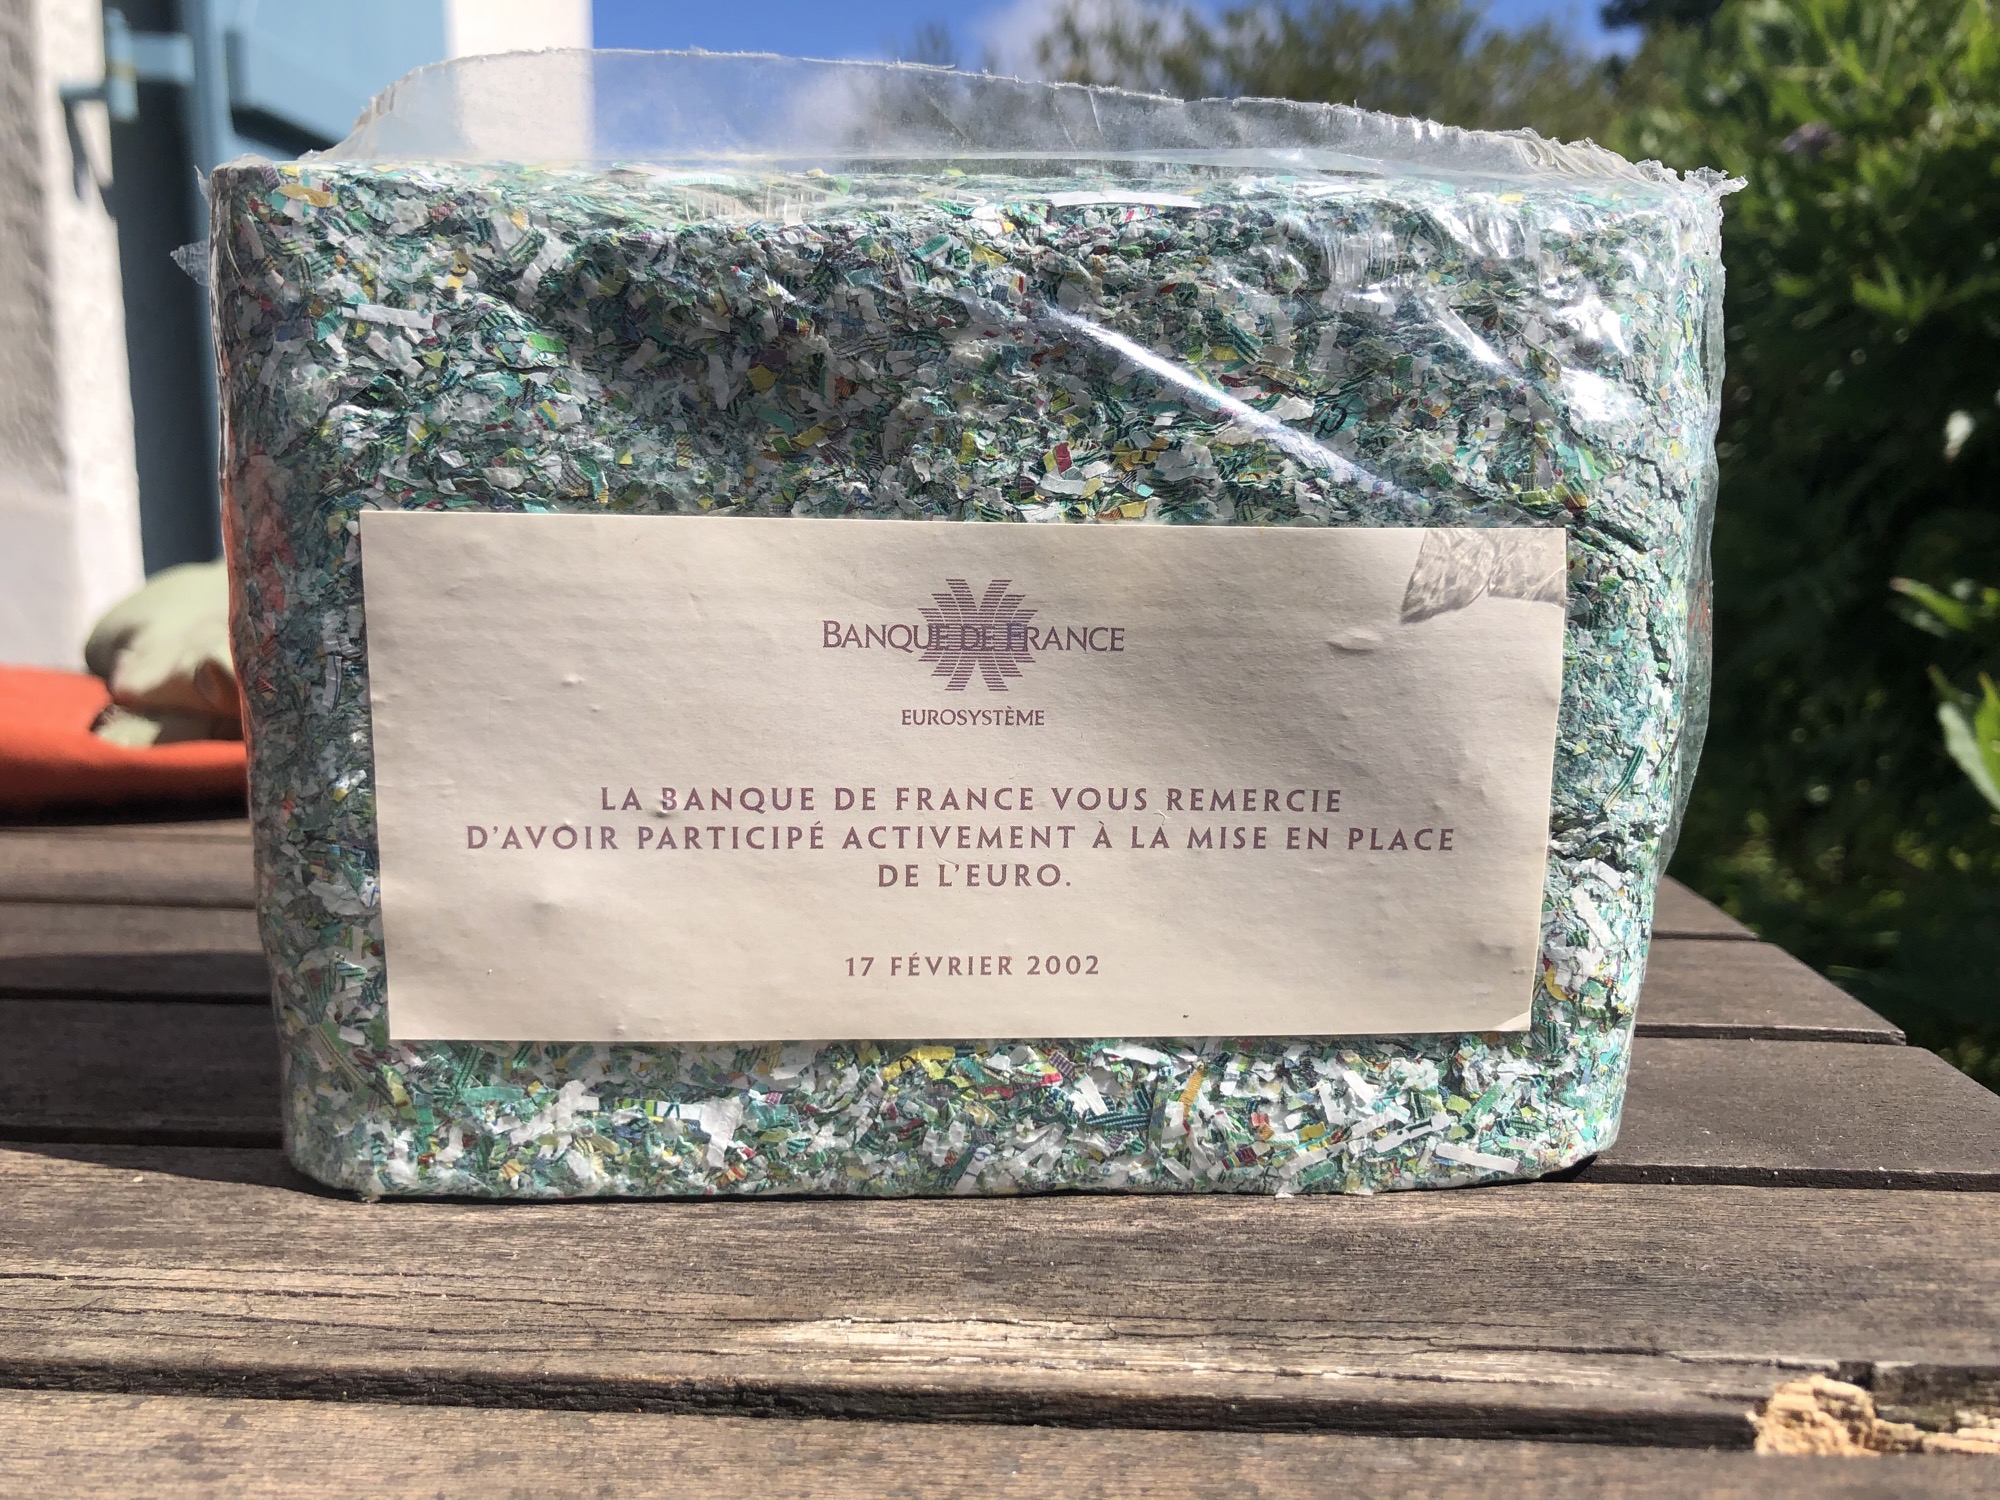 BANQUE DE FRANCE
EUROSYSTÈME
LA BANQUE DE FRANCE VOUS REMERCIE
D'AVOIR PARTICIPÉ ACTIVEMENT À LA MISE EN PLACE
DE L'EURO.
17 FÉVRIER 2002